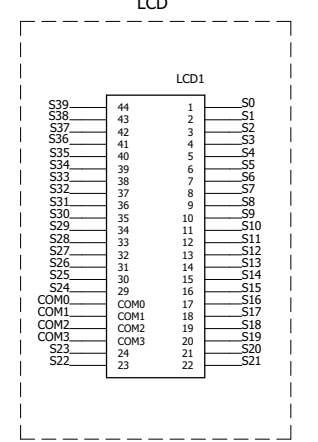 LCD
LCD1
S39 44 1 S0
S38 43 2 S1
S37 42 3 S2
S36 41 4 S3
S35 40 5 S4
S34 39 6 S5
S33 38 7 S6
S32 37 8 S7
S31 36 9 S8
S30 35 10 S9
S29 34 11 S10
S28 33 12 S11
S27 32 13 S12
S26 31 14 S13
S25 30 15 S14
S24 29 16 S15
COM0 COM0 17 S16
COM1 COM1 18 S17
COM2 COM2 19 S18
COM3 COM3 20 S19
S23 24 21 S20
S22 23 22 S21